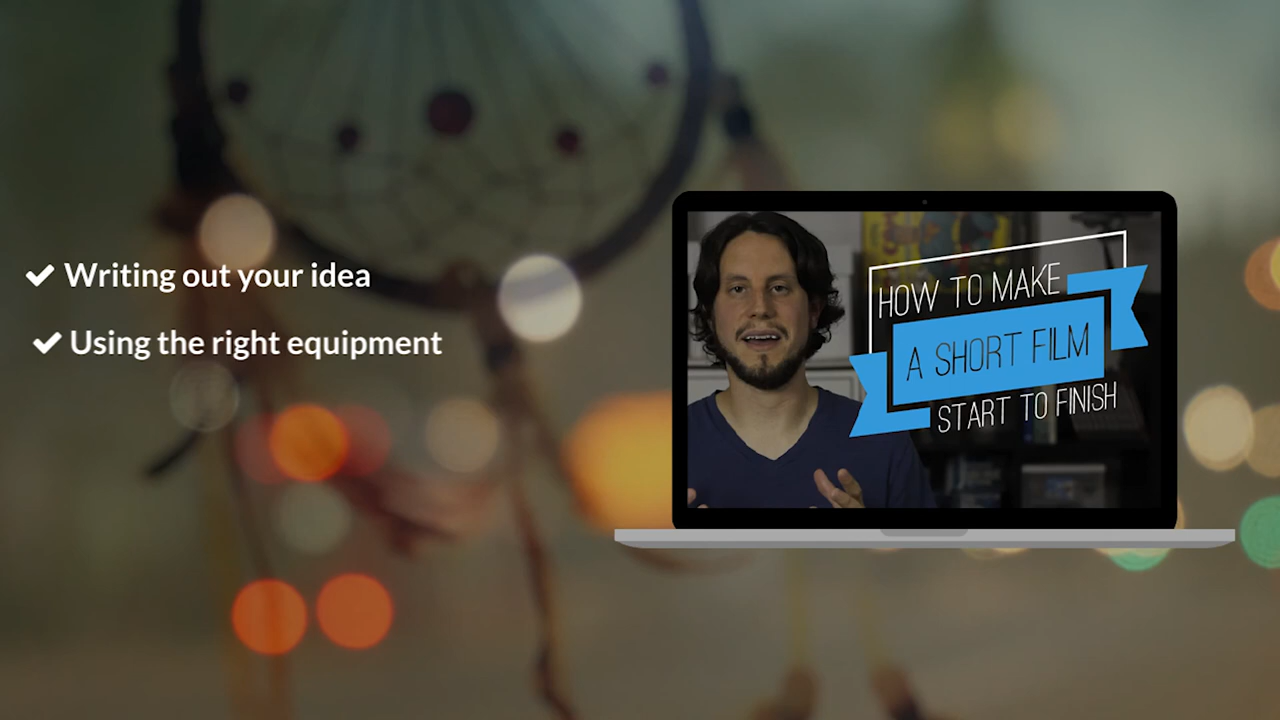 Writing out your idea
Using the right equipment
HOW TO MAKE
A SHORT FILM
START TO FINISH